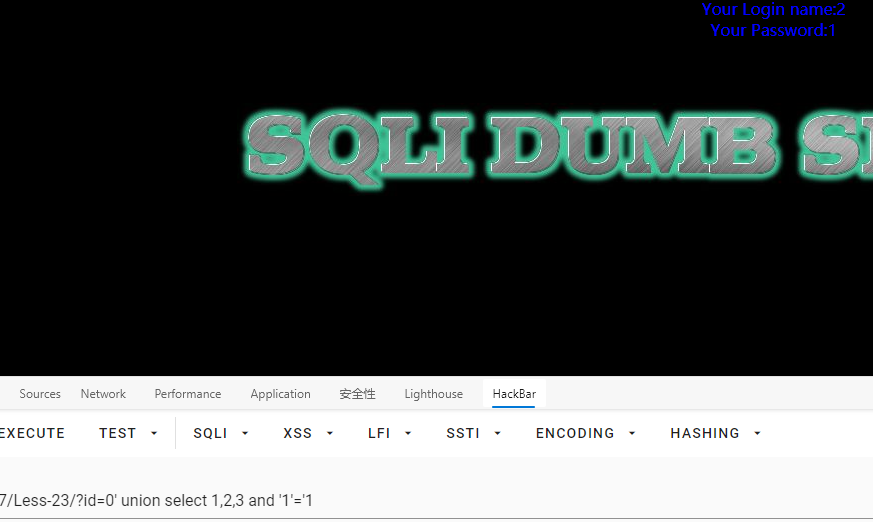 Your Login name:2
Your Password:1
SQLI DUMB
Sources Network Performance Application 安全性 Lighthouse HackBar
EXECUTE TEST SQLI XSS LFI SSTI ENCODING HASHING
7/Less-23/?id=0' union select 1,2,3 and '1'='1